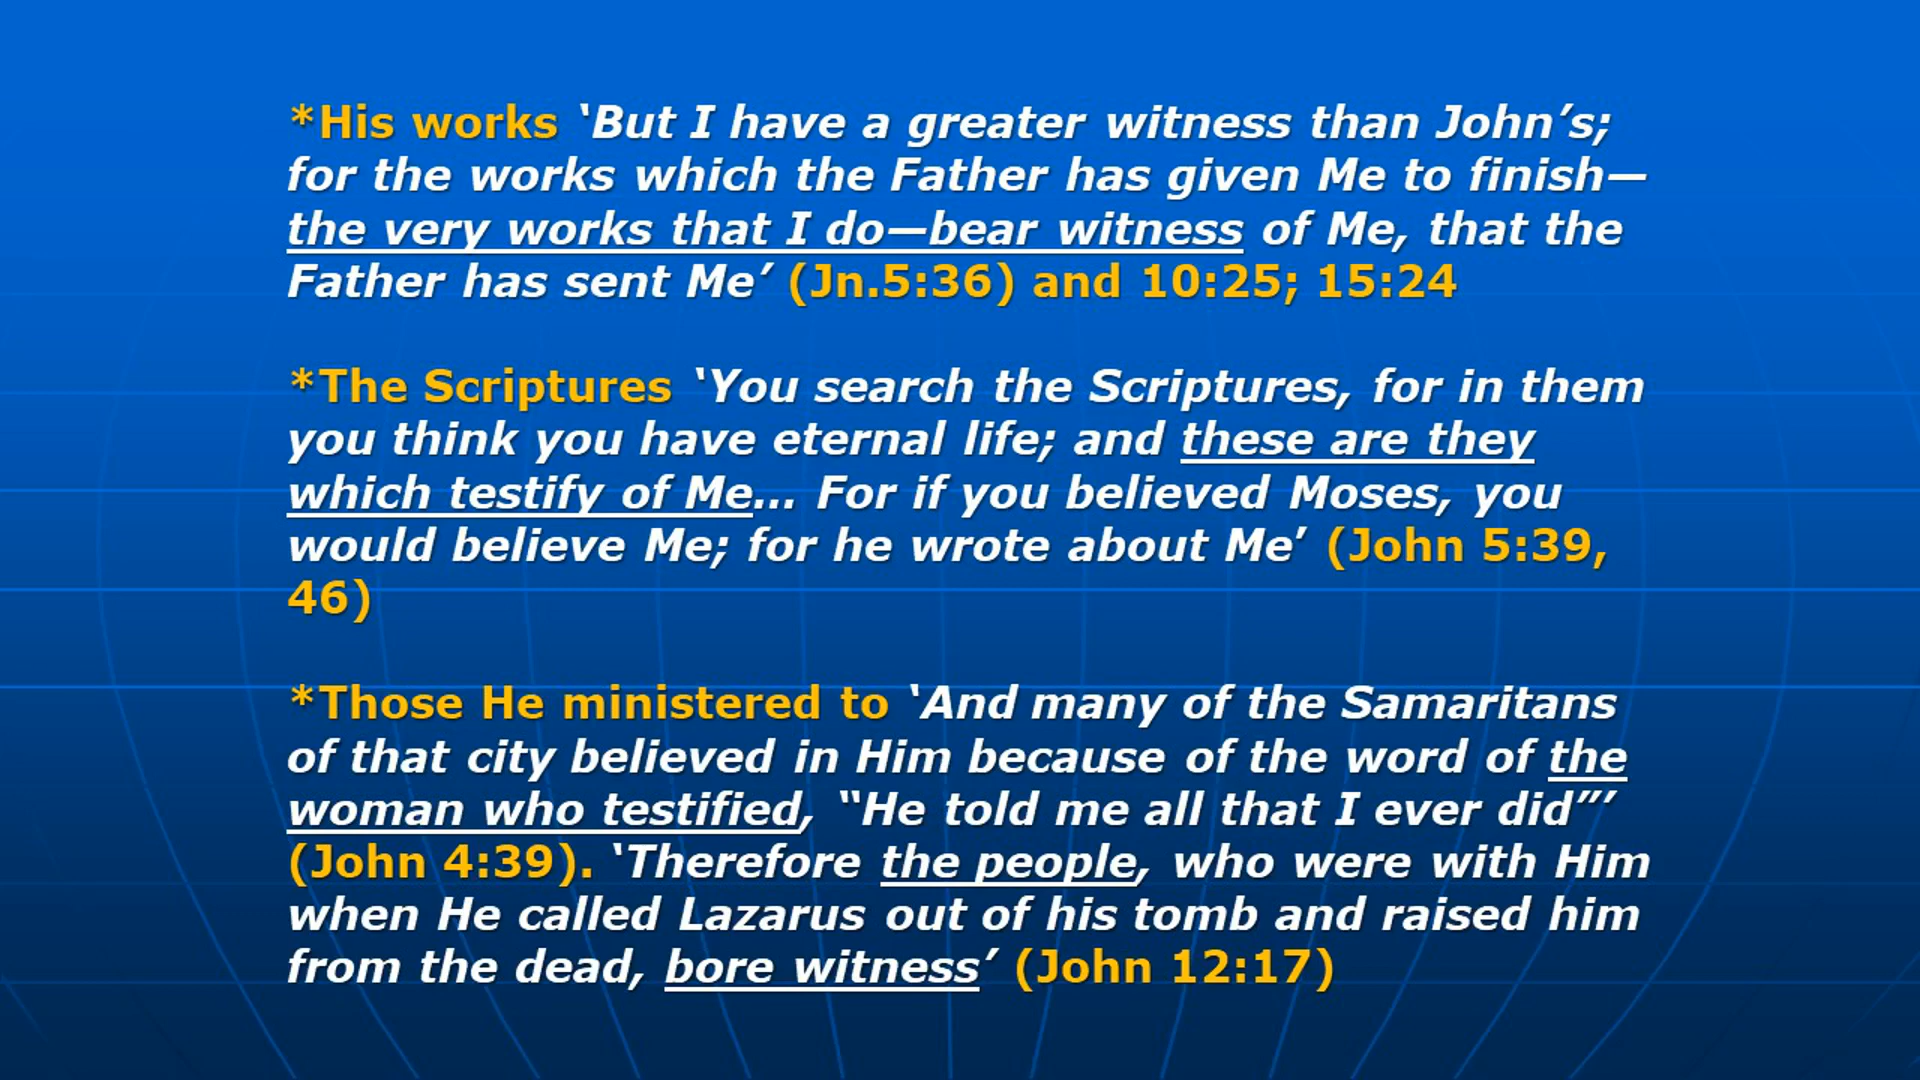 *His works ‘But I have a greater witness than John’s;
for the works which the Father has given Me to finish—
the very works that I do—bear witness of Me, that the
Father has sent Me’ (Jn.5:36) and 10:25; 15:24
*The Scriptures ‘You search the Scriptures, for in them
you think you have eternal life; and these are they
which testify of Me… For if you believed Moses, you
would believe Me; for he wrote about Me’ (John 5:39,
46)
*Those He ministered to ‘And many of the Samaritans
of that city believed in Him because of the word of the
woman who testified, “He told me all that I ever did”’
(John 4:39). ‘Therefore the people, who were with Him
when He called Lazarus out of his tomb and raised him
from the dead, bore witness’ (John 12:17)